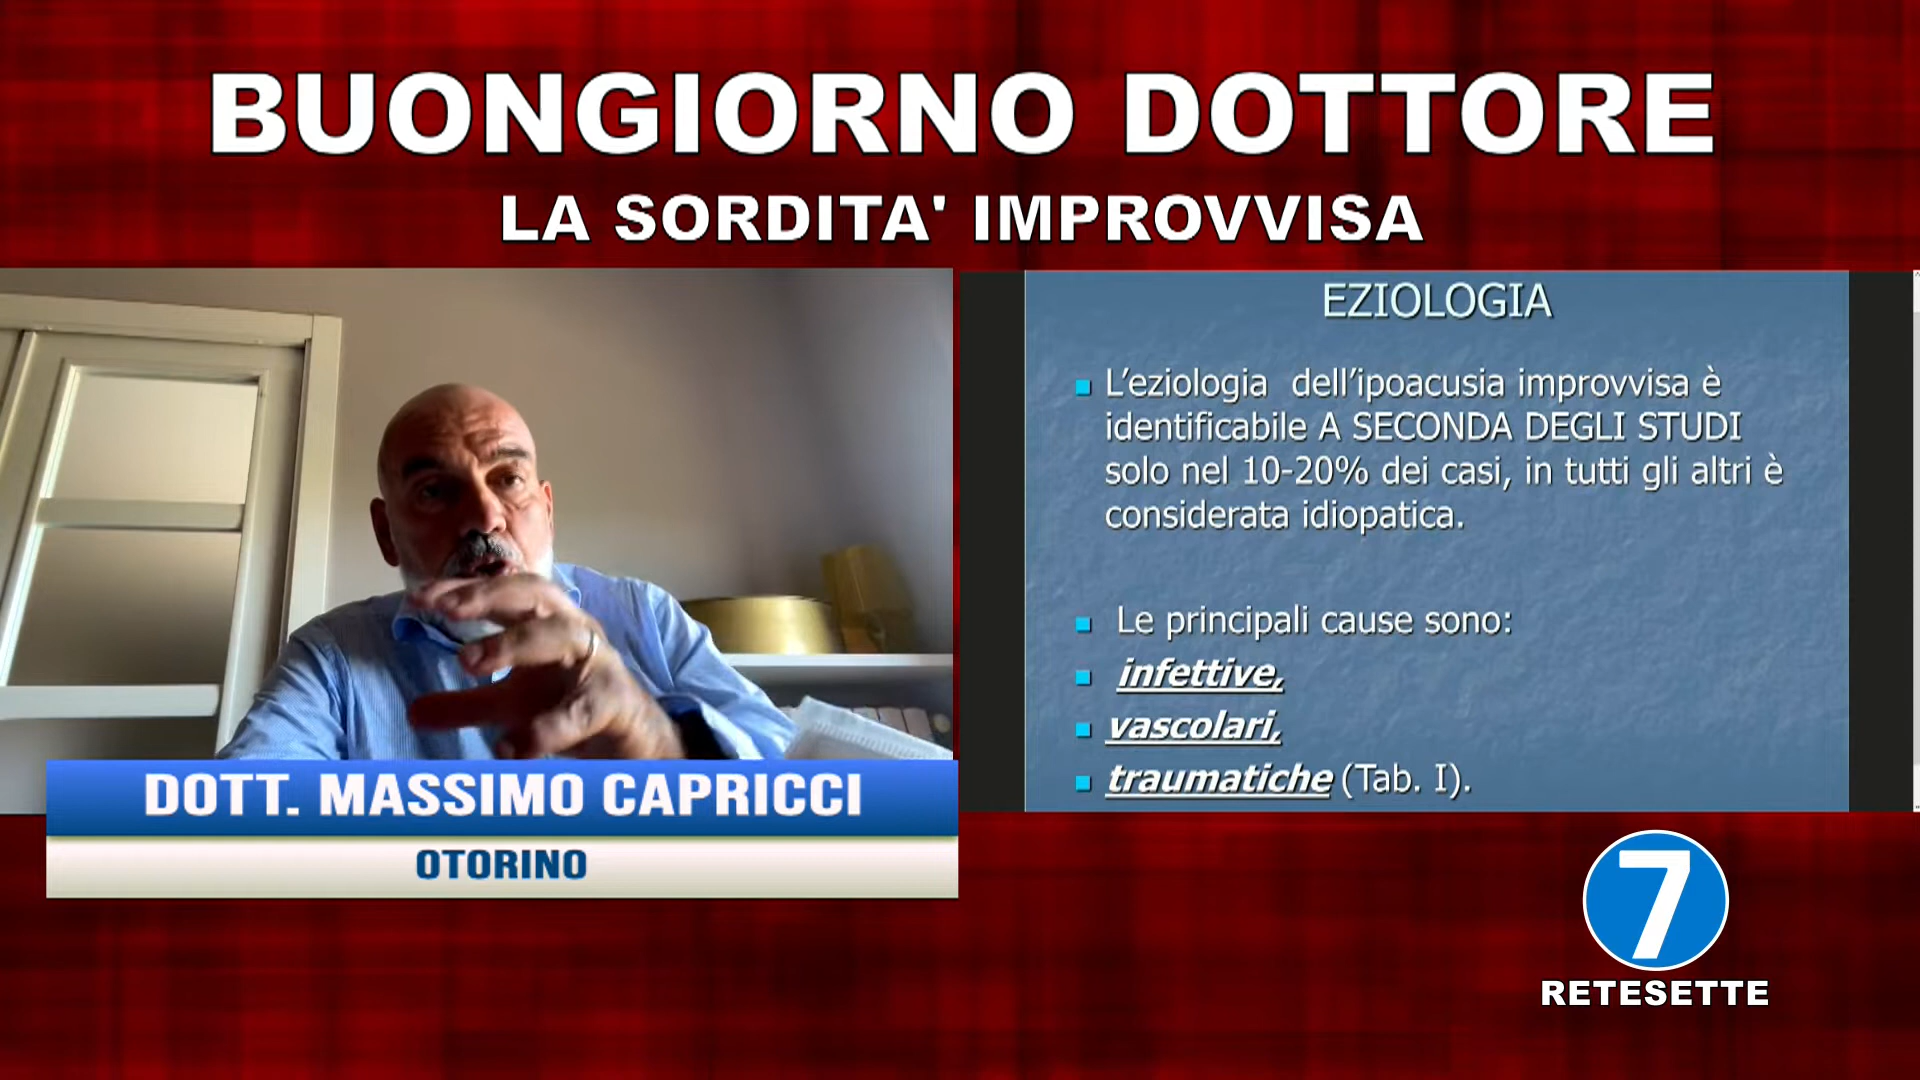 BUONGIORNO DOTTORE
LA SORDITA' IMPROVVISA
EZIOLOGIA
L'eziologia dell'ipoacusia improvvisa è
identificabile A SECONDA DEGLI STUDI
solo nel 10-20% dei casi, in tutti gli altri è
considerata idiopatica.
Le principali cause sono:
infettive,
vascolari,
traumatiche (Tab. I).
DOTT. MASSIMO CAPRICCI
OTORINO
7
RETESETTE